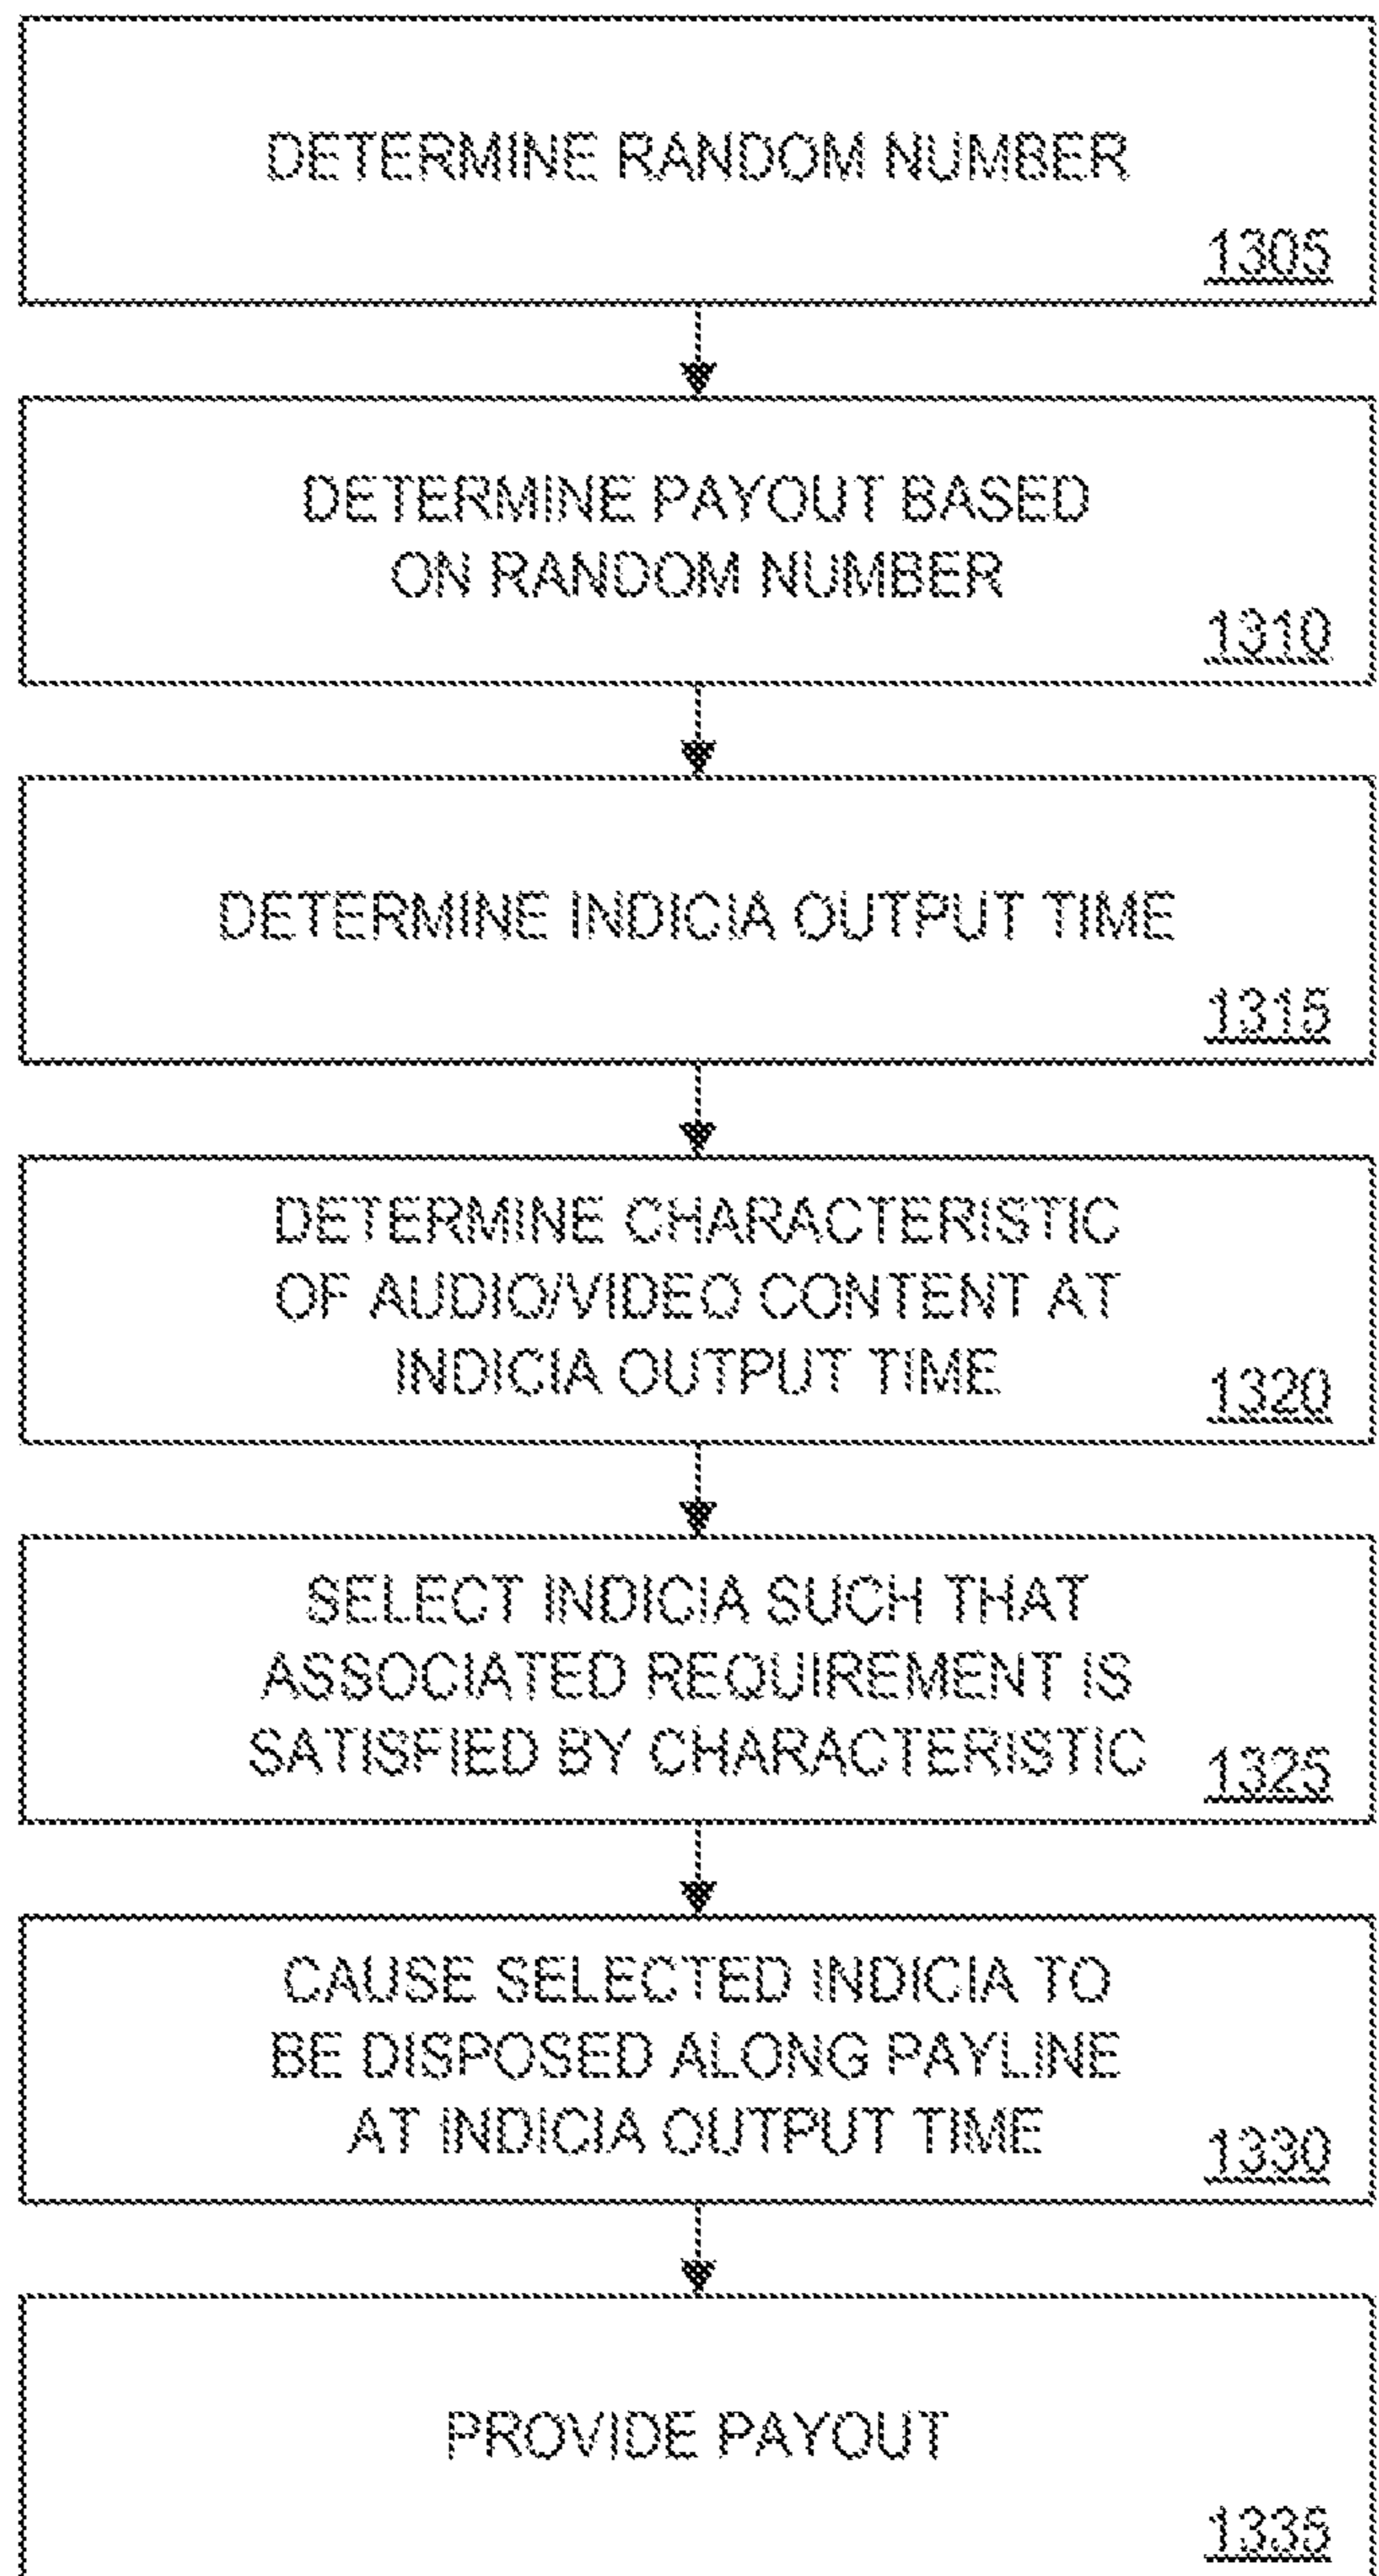 DETERMINE RANDOM NUMBER
1305
DETERMINE PAYOUT BASED
ON RANDOM NUMBER
1310
DETERMINE INDICIA OUTPUT TIME
1315
DETERMINE CHARACTERISTIC
OF AUDIO/VIDEO CONTENT AT
INDICIA OUTPUT TIME
1320
SELECT INDICIA SUCH THAT
ASSOCIATED REQUIREMENT IS
SATISFIED BY CHARACTERISTIC
1325
CAUSE SELECTED INDICIA TO
BE DISPOSED ALONG PAYLINE
AT INDICIA OUTPUT TIME
1330
PROVIDE PAYOUT
1335